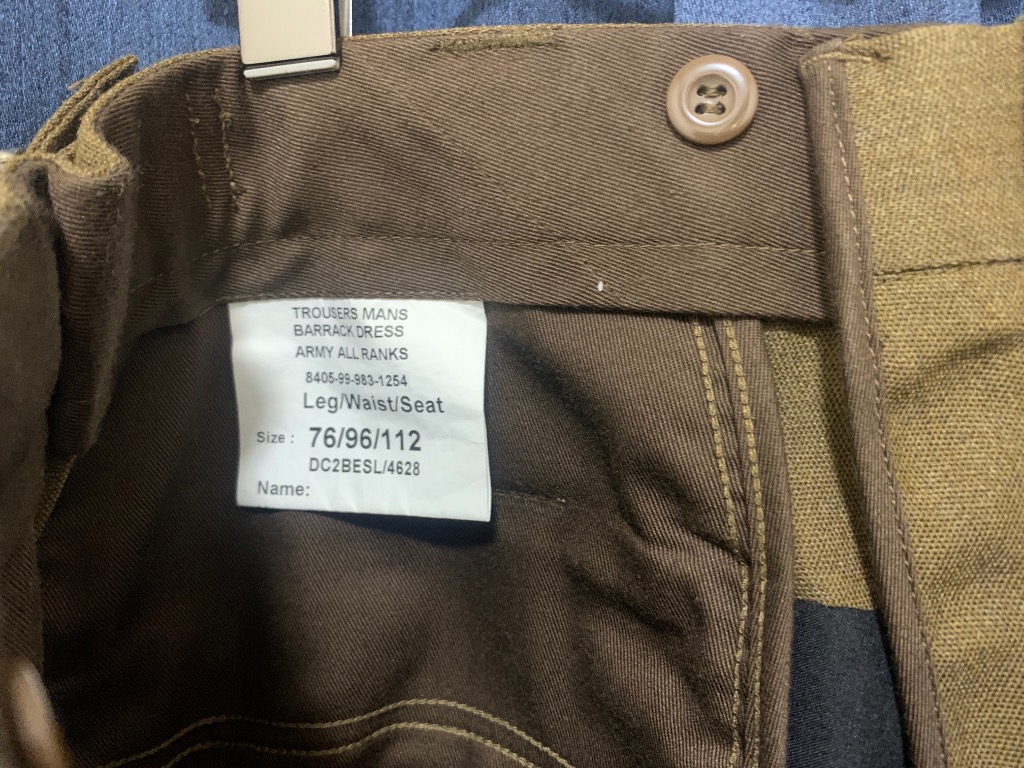 TROUSERS MANS
BARRACK DRESS
ARMY ALL RANKS
8405-99-983-1254
Leg/Waist/Seat
Size : 76/96/112
DC2BESL/4628
Name: